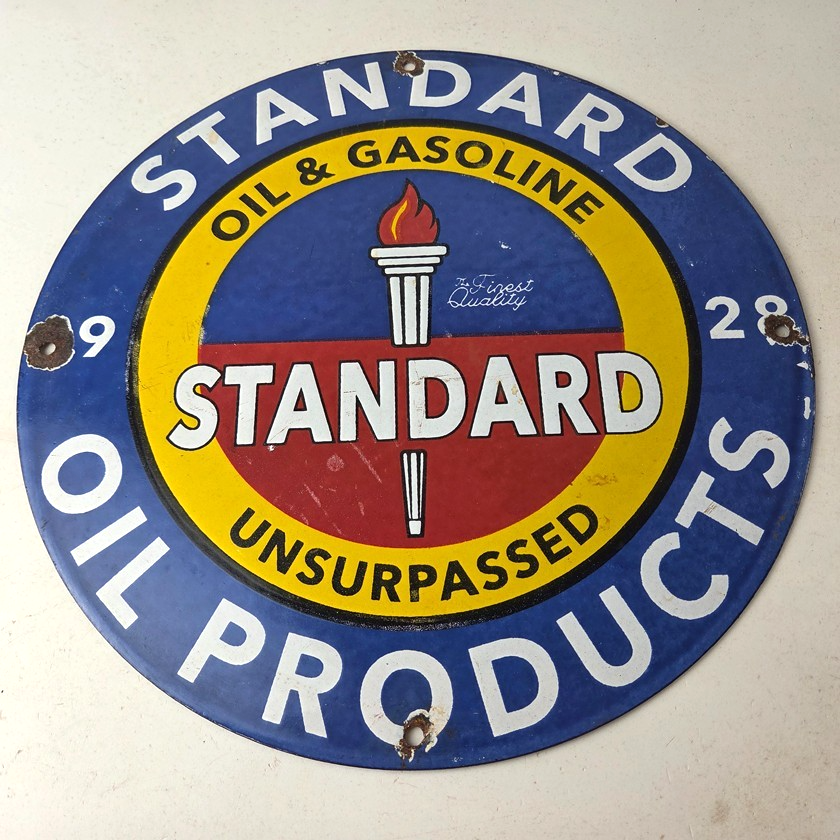 STANDARD
OIL & GASOLINE
The Finest
Quality
9
28
STANDARD
UNSURPASSED
OIL PRODUCTS